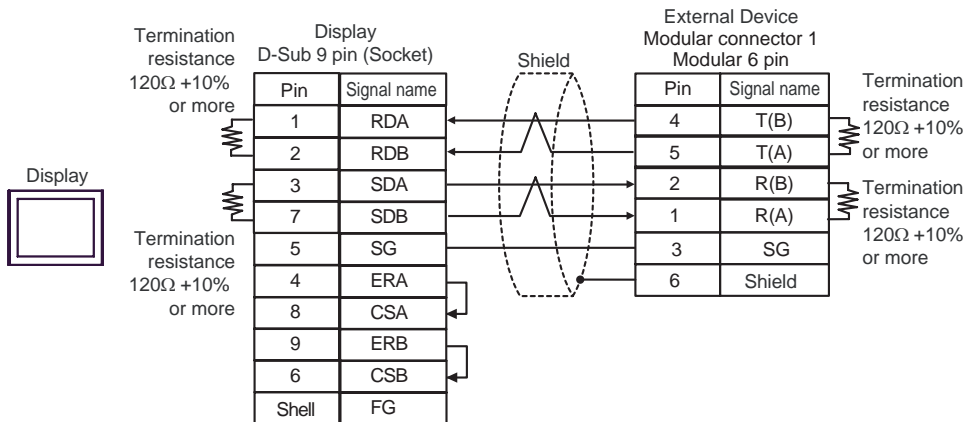 Termination
resistance
120Ω +10%
or more
Display
D-Sub 9 pin (Socket)
Shield
External Device
Modular connector 1
Modular 6 pin
Termination
resistance
120Ω +10%
or more
Pin Signal name
1 RDA
2 RDB
3 SDA
7 SDB
5 SG
4 ERA
8 CSA
9 ERB
6 CSB
Shell FG
Pin Signal name
4 T(B)
5 T(A)
2 R(B)
1 R(A)
3 SG
6 Shield
Display
Termination
resistance
120Ω +10%
or more
Termination
resistance
120Ω +10%
or more